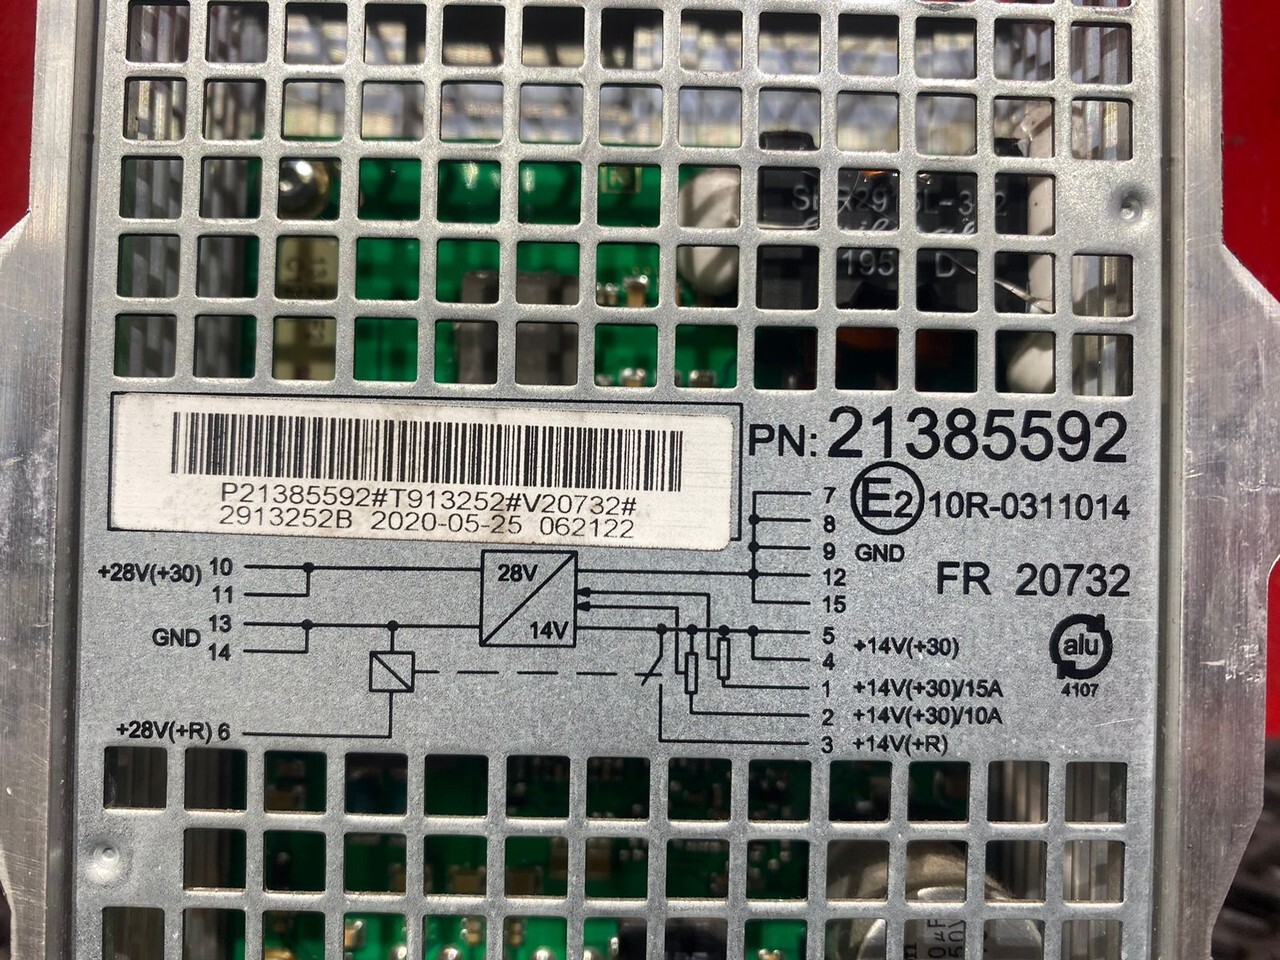 195 D
P21385592#T913252#V20732#
2913252B 2020-05-25 062122
PN: 21385592
E2 10R-0311014
FR 20732
alu
4107
+28V(+30) 10
11
GND 13
14
+28V(+R) 6
28V
14V
7
8
9 GND
12
15
5 +14V(+30)
4
1 +14V(+30)/15A
2 +14V(+30)/10A
3 +14V(+R)